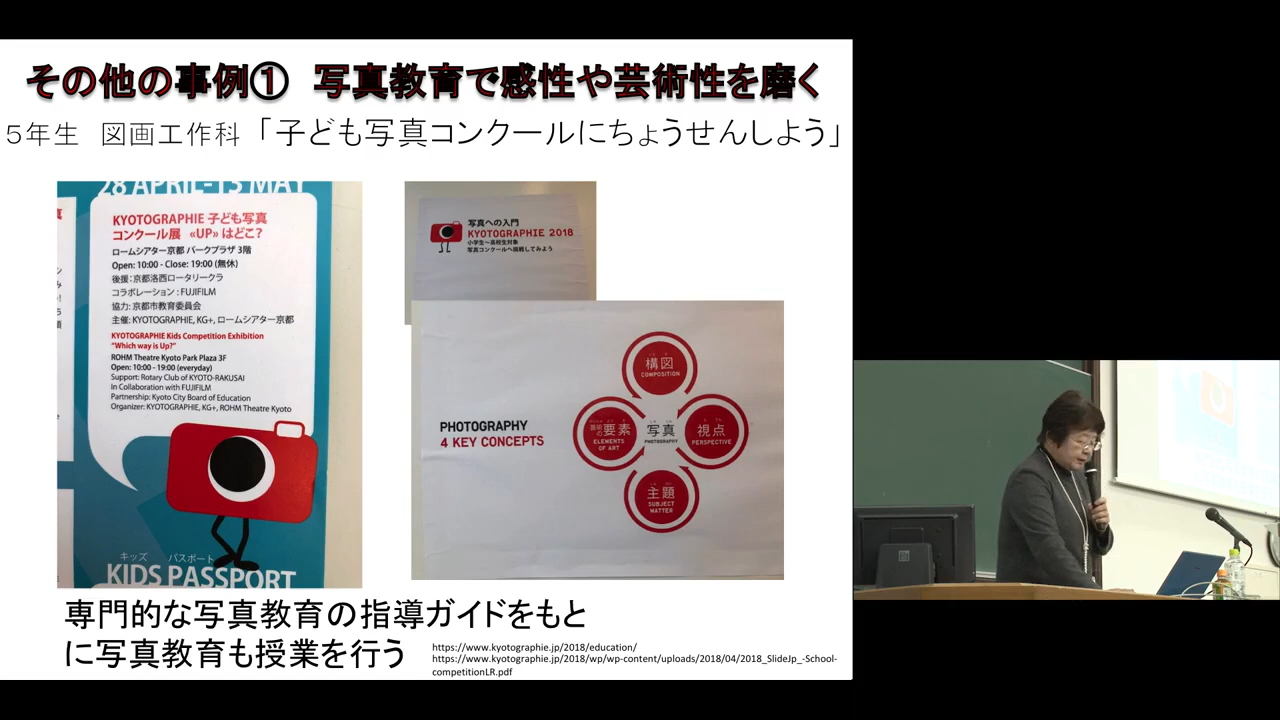 その他の事例① 写真教育で感性や芸術性を磨く
５年生 図画工作科「子ども写真コンクールにちょうせんしよう」
28 APRIL-13 MAY
KYOTOGRAPHIE 子ども写真
コンクール展 《UP》はどこ？
ロームシアター京都 パークプラザ 3階
Open: 10:00 - Close: 19:00 (無休)
後援：京都洛西ロータリークラ
コラボレーション：FUJIFILM
協力：京都市教育委員会
主催：KYOTOGRAPHIE, KG+, ロームシアター京都
KYOTOGRAPHIE Kids Competition Exhibition
"Which way is Up?"
ROHM Theatre Kyoto Park Plaza 3F
Open: 10:00 - 19:00 (everyday)
Support: Rotary Club of KYOTO-RAKUSAI
In Collaboration with FUJIFILM
Partnership: Kyoto City Board of Education
Organizer: KYOTOGRAPHIE, KG+, ROHM Theatre Kyoto
キッズ パスポート
KIDS PASSPORT
写真への入門
KYOTOGRAPHIE 2018
小学生〜高校生対象
写真コンクールへ挑戦してみよう
PHOTOGRAPHY
4 KEY CONCEPTS
構図
COMPOSITION
芸術の要素
ELEMENTS
OF ART
写真
PHOTOGRAPHY
視点
PERSPECTIVE
主題
SUBJECT
MATTER
専門的な写真教育の指導ガイドをもと
に写真教育も授業を行う
https://www.kyotographie.jp/2018/education/
https://www.kyotographie.jp/2018/wp/wp-content/uploads/2018/04/2018_SlideJp_-School-
competitionLR.pdf